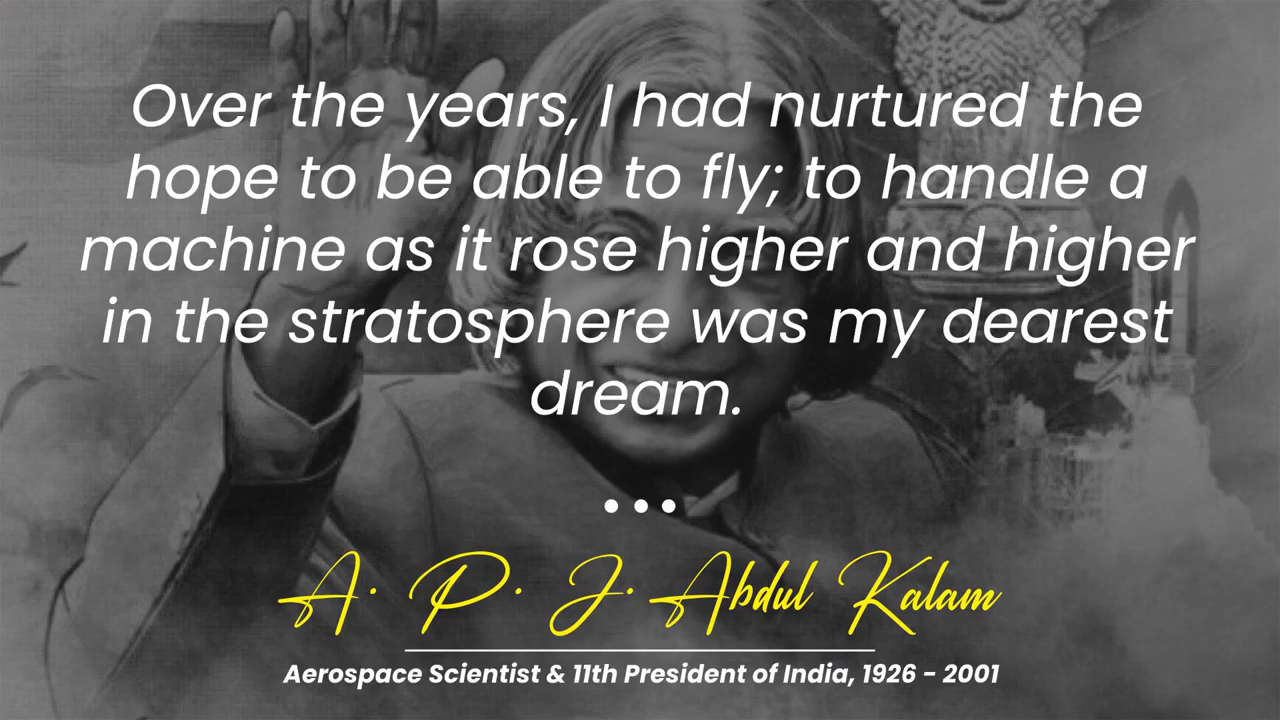 Over the years, I had nurtured the
hope to be able to fly; to handle a
machine as it rose higher and higher
in the stratosphere was my dearest
dream.
...
A. P. J. Abdul Kalam
Aerospace Scientist & 11th President of India, 1926 - 2001